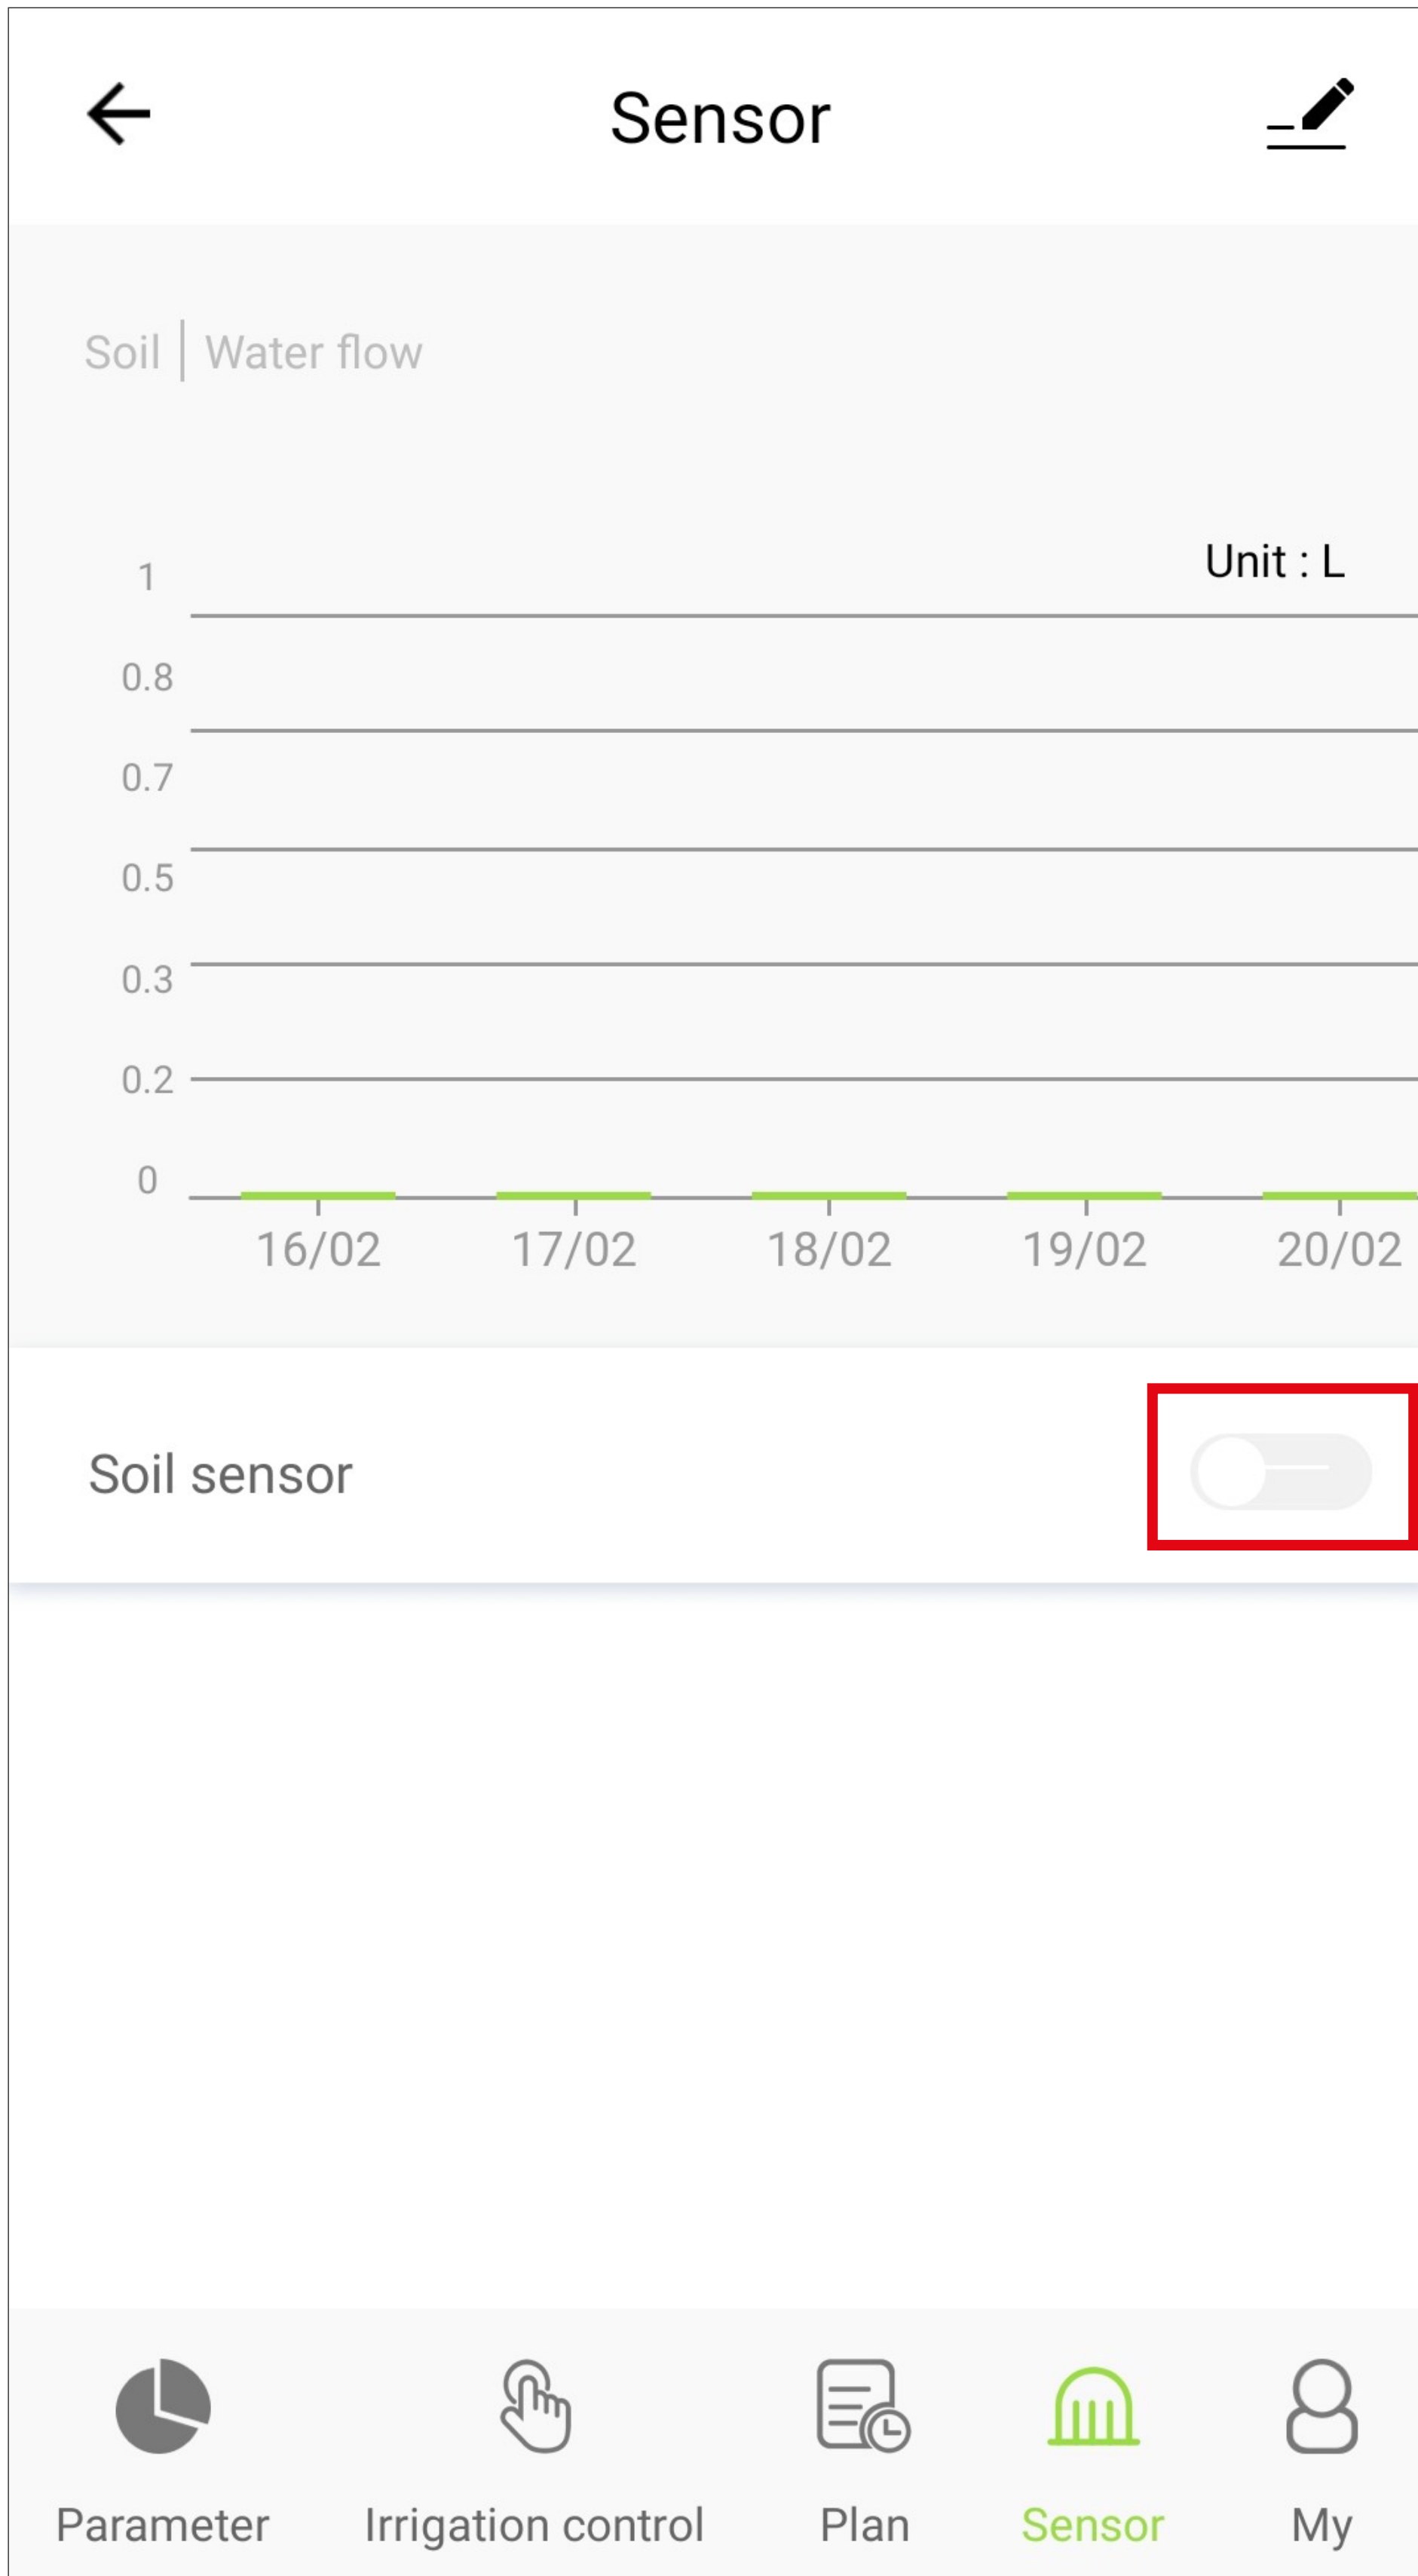 Sensor
Soil | Water flow
Unit : L
1
0.8
0.7
0.5
0.3
0.2
0
16/02 17/02 18/02 19/02 20/02
Soil sensor
Parameter Irrigation control Plan Sensor My